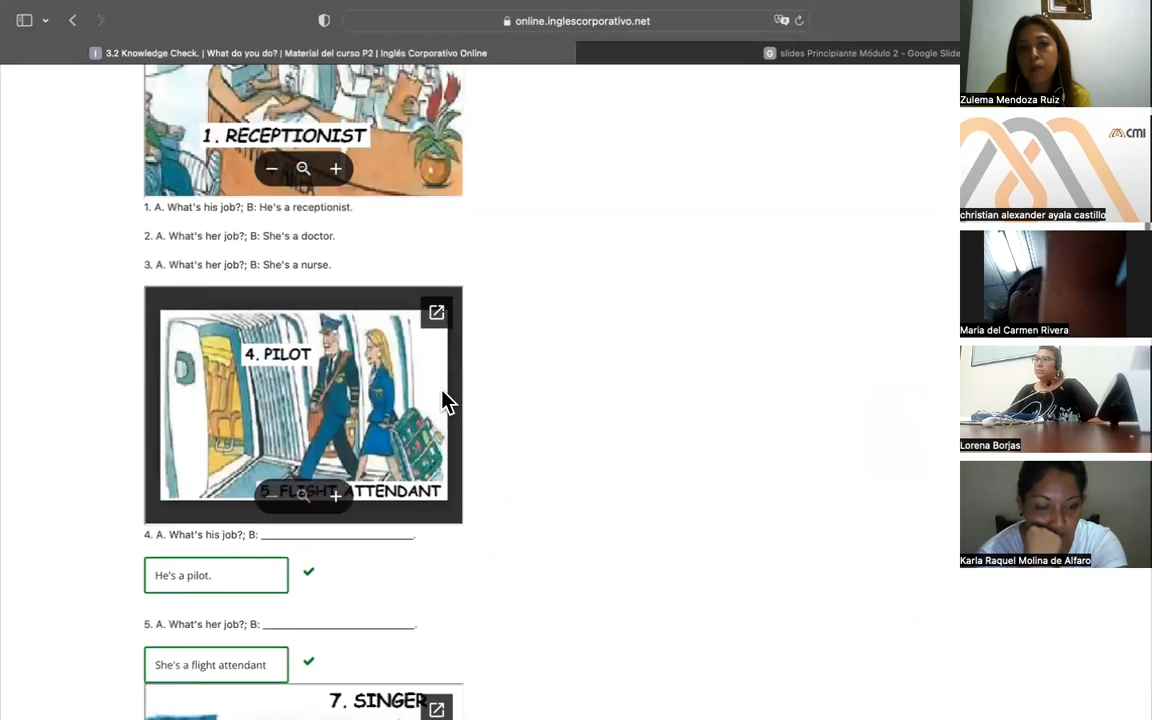 online.inglescorporativo.net
I 3.2 Knowledge Check. | What do you do? | Material del curso P2 | Inglés Corporativo Online
G slides Principiante Módulo 2 - Google Slide
1. RECEPTIONIST
1. A. What's his job?; B: He's a receptionist.
2. A. What's her job?; B: She's a doctor.
3. A. What's her job?; B: She's a nurse.
4. PILOT
5. FLIGHT ATTENDANT
4. A. What's his job?; B: ____________________.
He's a pilot.
5. A. What's her job?; B: ____________________.
She's a flight attendant
7. SINGER
Zulema Mendoza Ruiz
CMI
christian alexander ayala castillo
Maria del Carmen Rivera
Lorena Borjas
Karla Raquel Molina de Alfaro